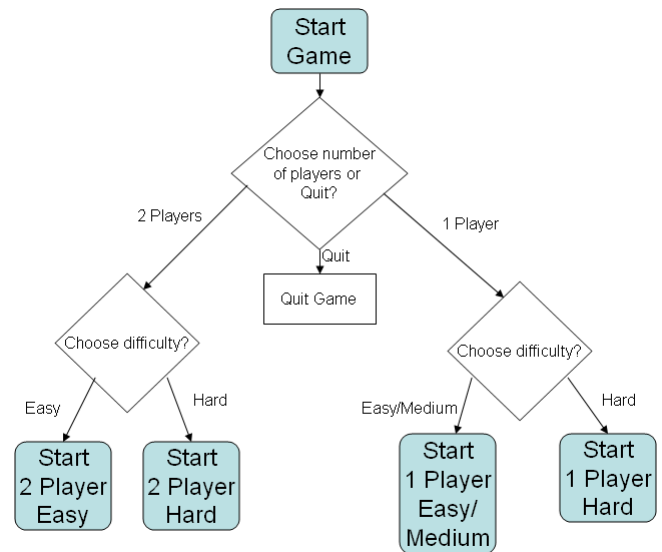 Start
Game
Choose number
of players or
Quit?
2 Players
1 Player
Quit
Quit Game
Choose difficulty?
Choose difficulty?
Easy
Hard
Easy/Medium
Hard
Start
2 Player
Easy
Start
2 Player
Hard
Start
1 Player
Easy/
Medium
Start
1 Player
Hard